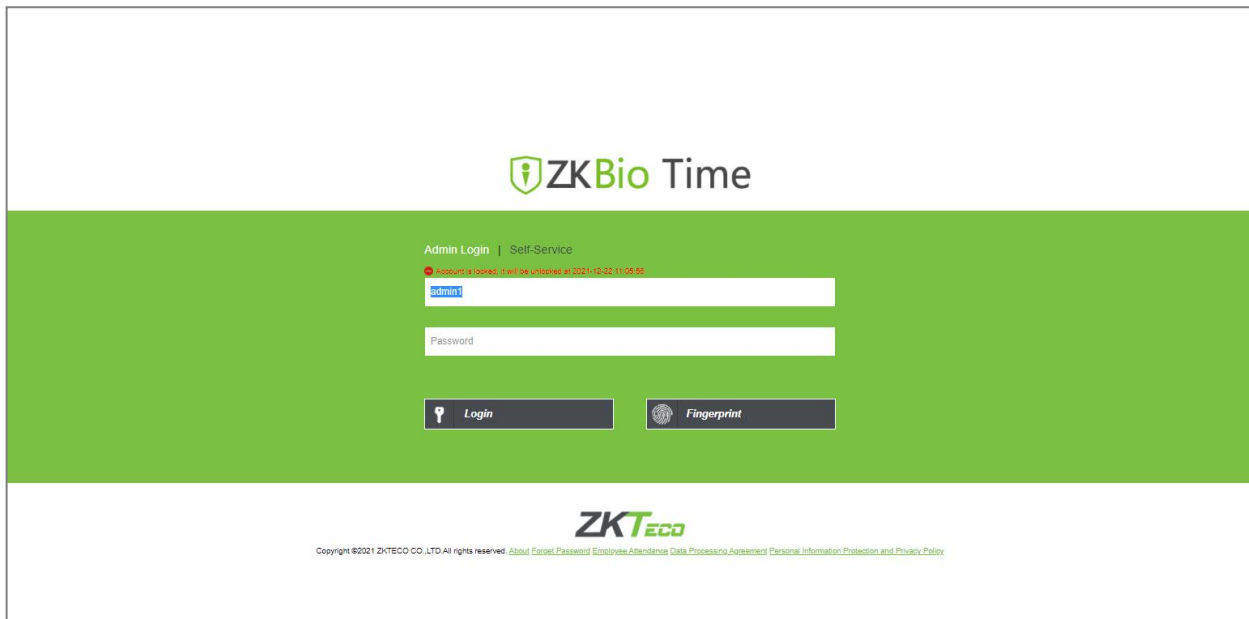 ZKBio Time
Admin Login | Self-Service
Account is locked, it will be unlocked at 2021-12-22 11:05:56.
admin1
Password
Login
Fingerprint
ZKTECO
Copyright ©2021 ZKTECO CO.,LTD.All rights reserved. About Forget Password Employee Attendance Data Processing Agreement Personal Information Protection and Privacy Policy